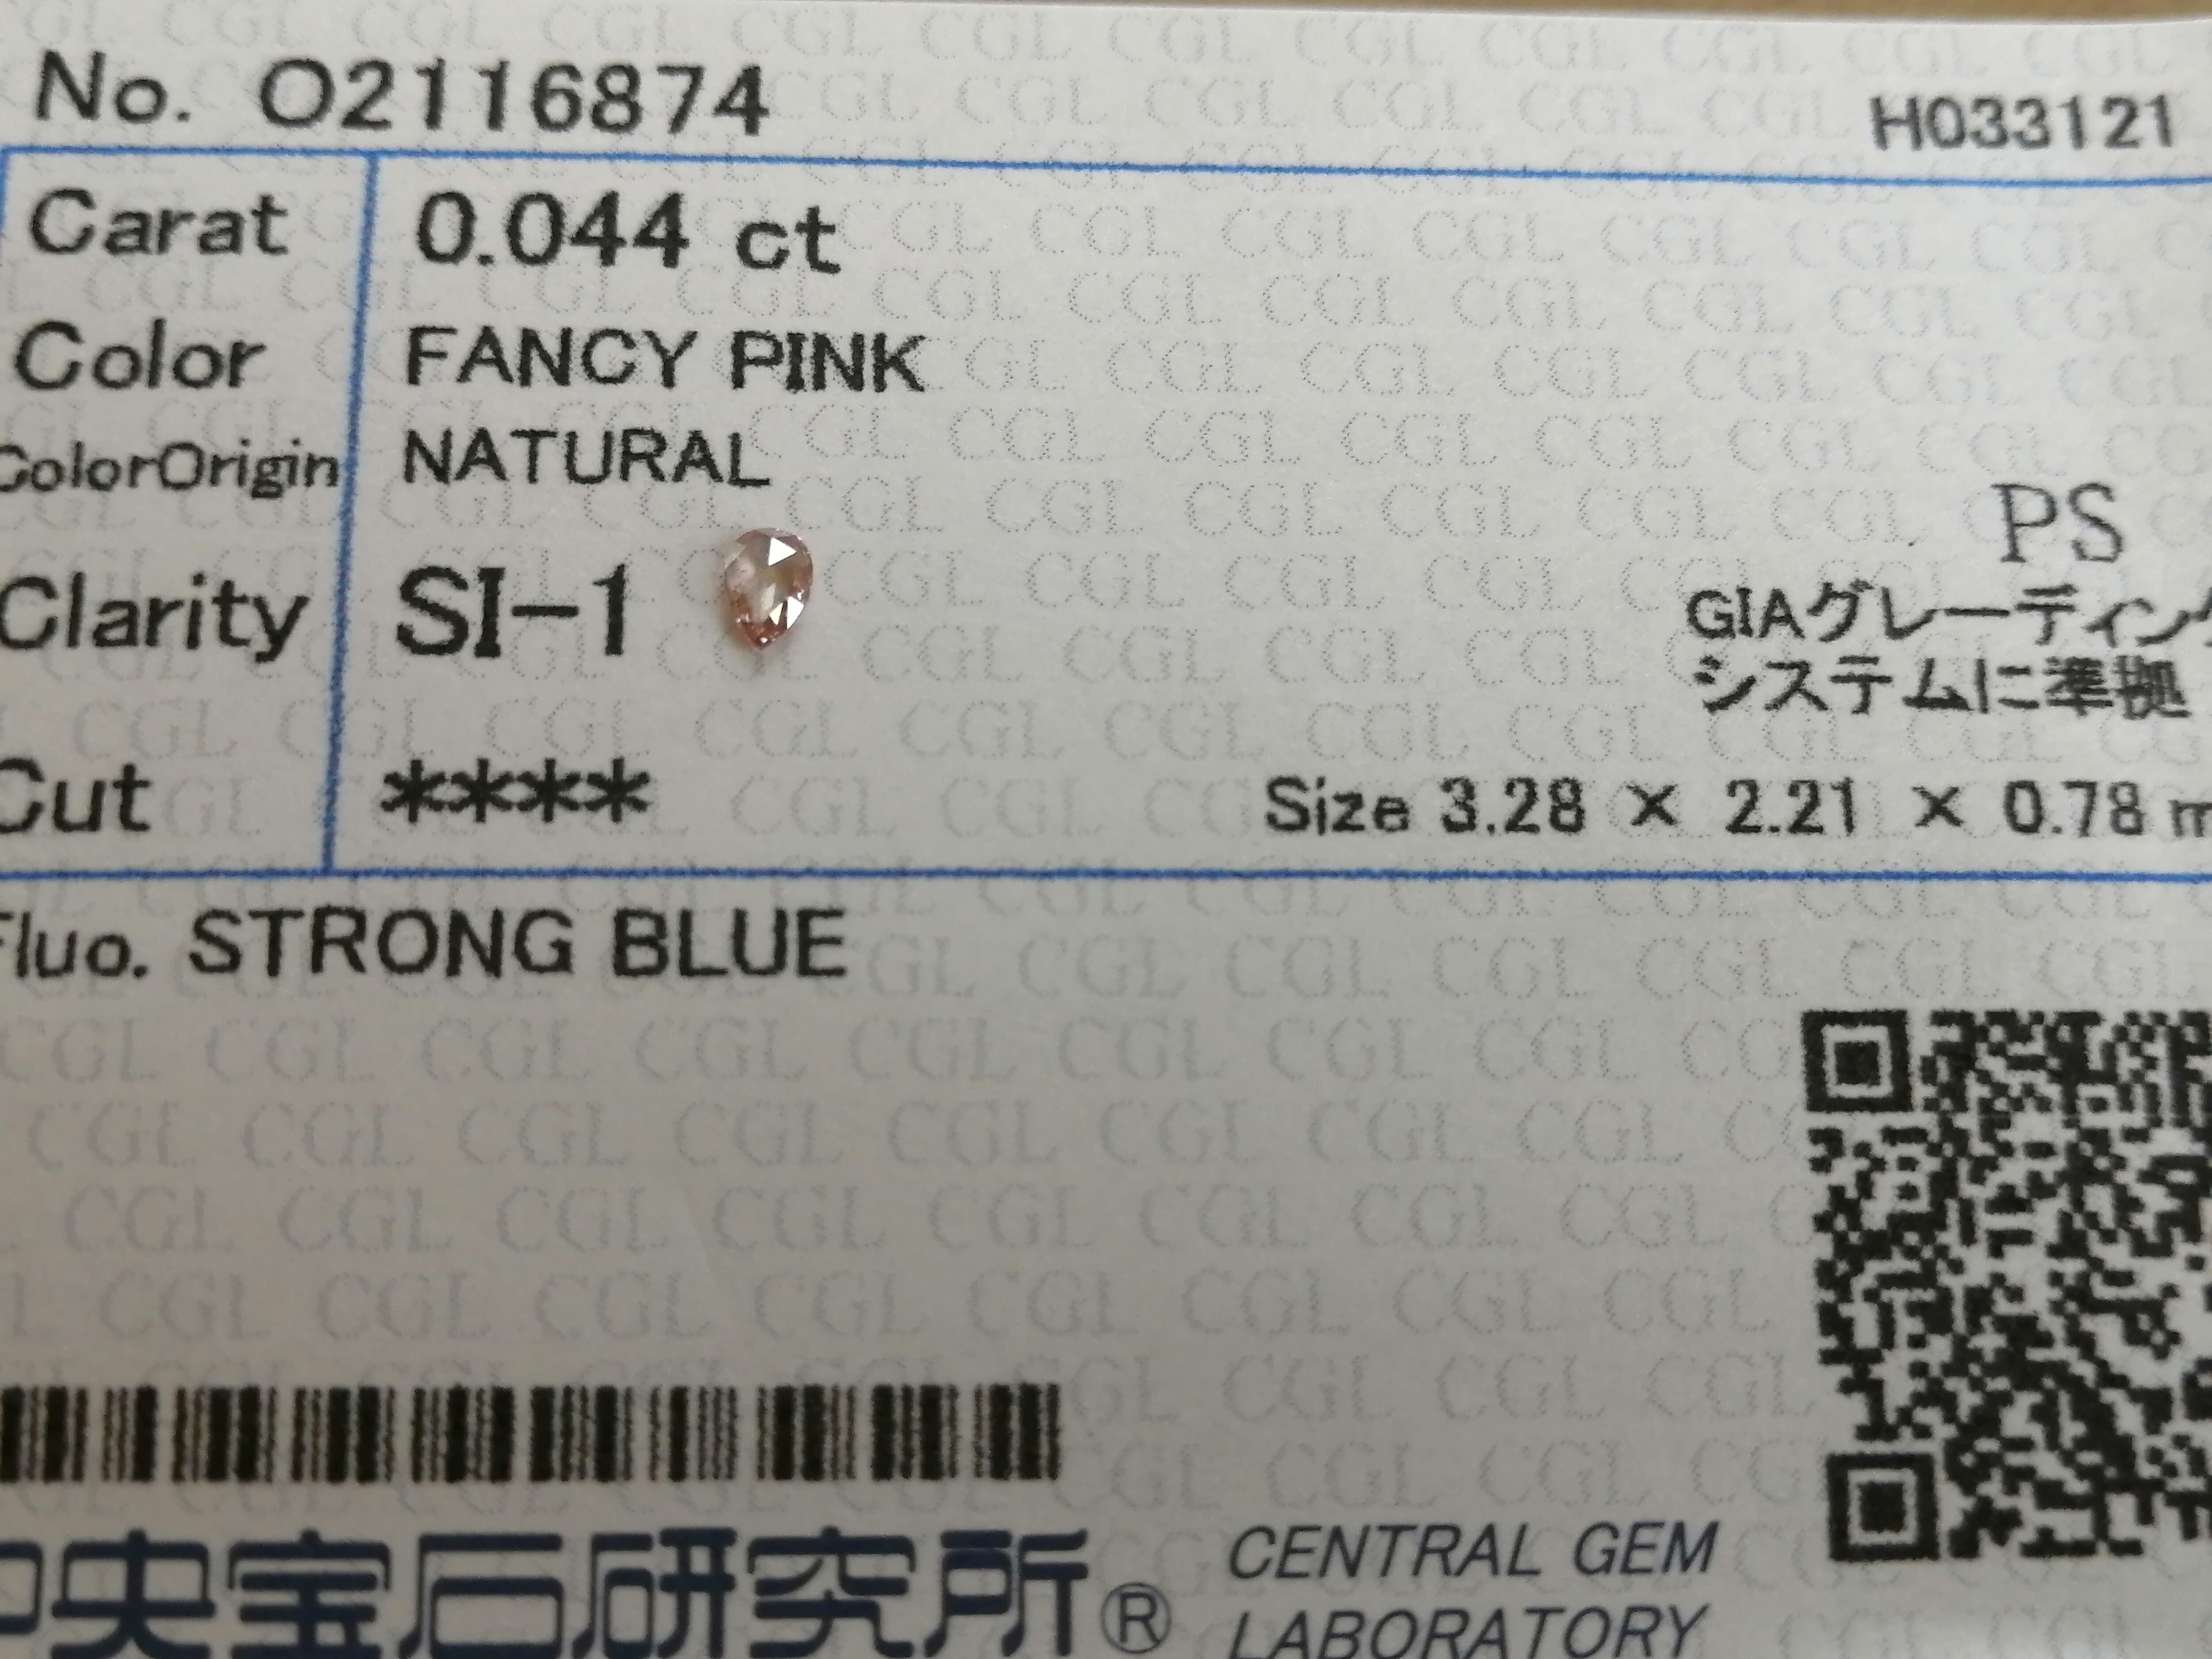 No. O2116874
H033121
Carat 0.044 ct
Color FANCY PINK
ColorOrigin NATURAL
PS
Clarity SI-1
GIAグレーディング
システムに準拠
Cut ****
Size 3.28 × 2.21 × 0.78 m
Fluo. STRONG BLUE
中央宝石研究所®
CENTRAL GEM
LABORATORY